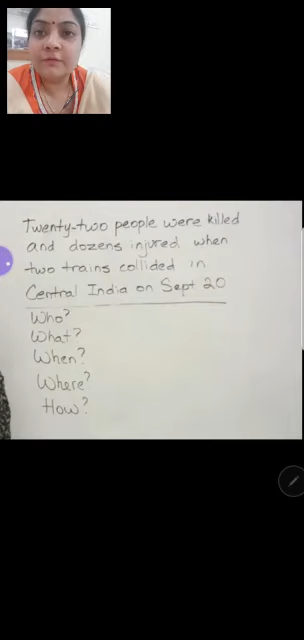 Twenty-two people were killed
and dozens injured when
two trains collided in
Central India on Sept 20
Who?
What?
When?
Where?
How?